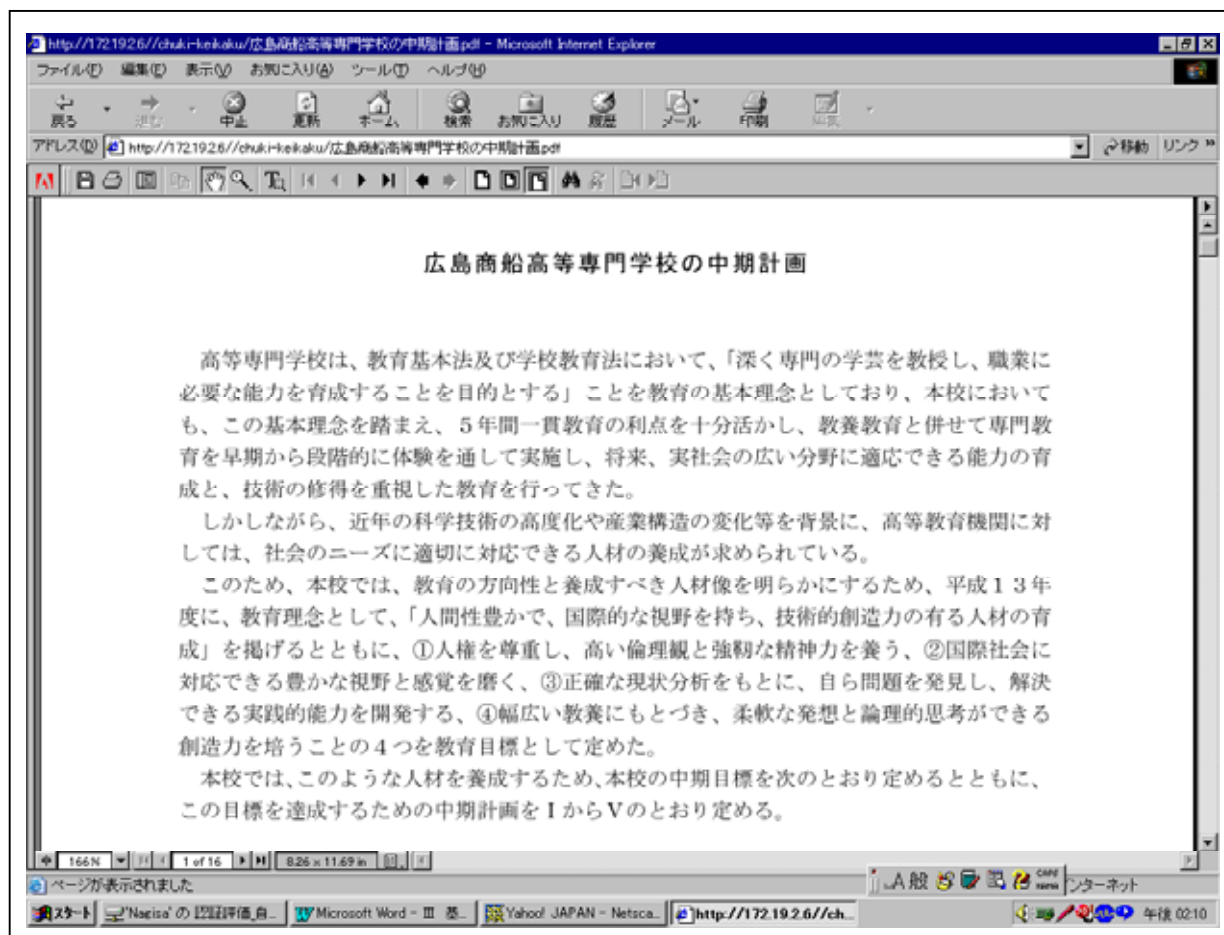 http://172.19.2.6//chuki-keikaku/広島商船高等専門学校の中期計画.pdf - Microsoft Internet Explorer
ファイル(F) 編集(E) 表示(V) お気に入り(A) ツール(T) ヘルプ(H)
戻る 進む 中止 更新 ホーム 検索 お気に入り 履歴 メール 印刷 編集
アドレス(D) http://172.19.2.6//chuki-keikaku/広島商船高等専門学校の中期計画.pdf 移動 リンク »
広島商船高等専門学校の中期計画
高等専門学校は、教育基本法及び学校教育法において、「深く専門の学芸を教授し、職業に
必要な能力を育成することを目的とする」ことを教育の基本理念としており、本校において
も、この基本理念を踏まえ、５年間一貫教育の利点を十分活かし、教養教育と併せて専門教
育を早期から段階的に体験を通して実施し、将来、実社会の広い分野に適応できる能力の育
成と、技術の修得を重視した教育を行ってきた。
しかしながら、近年の科学技術の高度化や産業構造の変化等を背景に、高等教育機関に対
しては、社会のニーズに適切に対応できる人材の養成が求められている。
このため、本校では、教育の方向性と養成すべき人材像を明らかにするため、平成１３年
度に、教育理念として、「人間性豊かで、国際的な視野を持ち、技術的創造力の有る人材の育
成」を掲げるとともに、①人権を尊重し、高い倫理観と強靱な精神力を養う、②国際社会に
対応できる豊かな視野と感覚を磨く、③正確な現状分析をもとに、自ら問題を発見し、解決
できる実践的能力を開発する、④幅広い教養にもとづき、柔軟な発想と論理的思考ができる
創造力を培うことの４つを教育目標として定めた。
本校では、このような人材を養成するため、本校の中期目標を次のとおり定めるとともに、
この目標を達成するための中期計画をⅠからⅤのとおり定める。
166% 1 of 16 8.26 x 11.69 in
ページが表示されました A 般 CAPS KANA ンターネット
スタート 'Nagisa' の 認証評価_自... Microsoft Word - Ⅲ 基... Yahoo! JAPAN - Netsca... http://172.19.2.6//ch... 午後 02:10